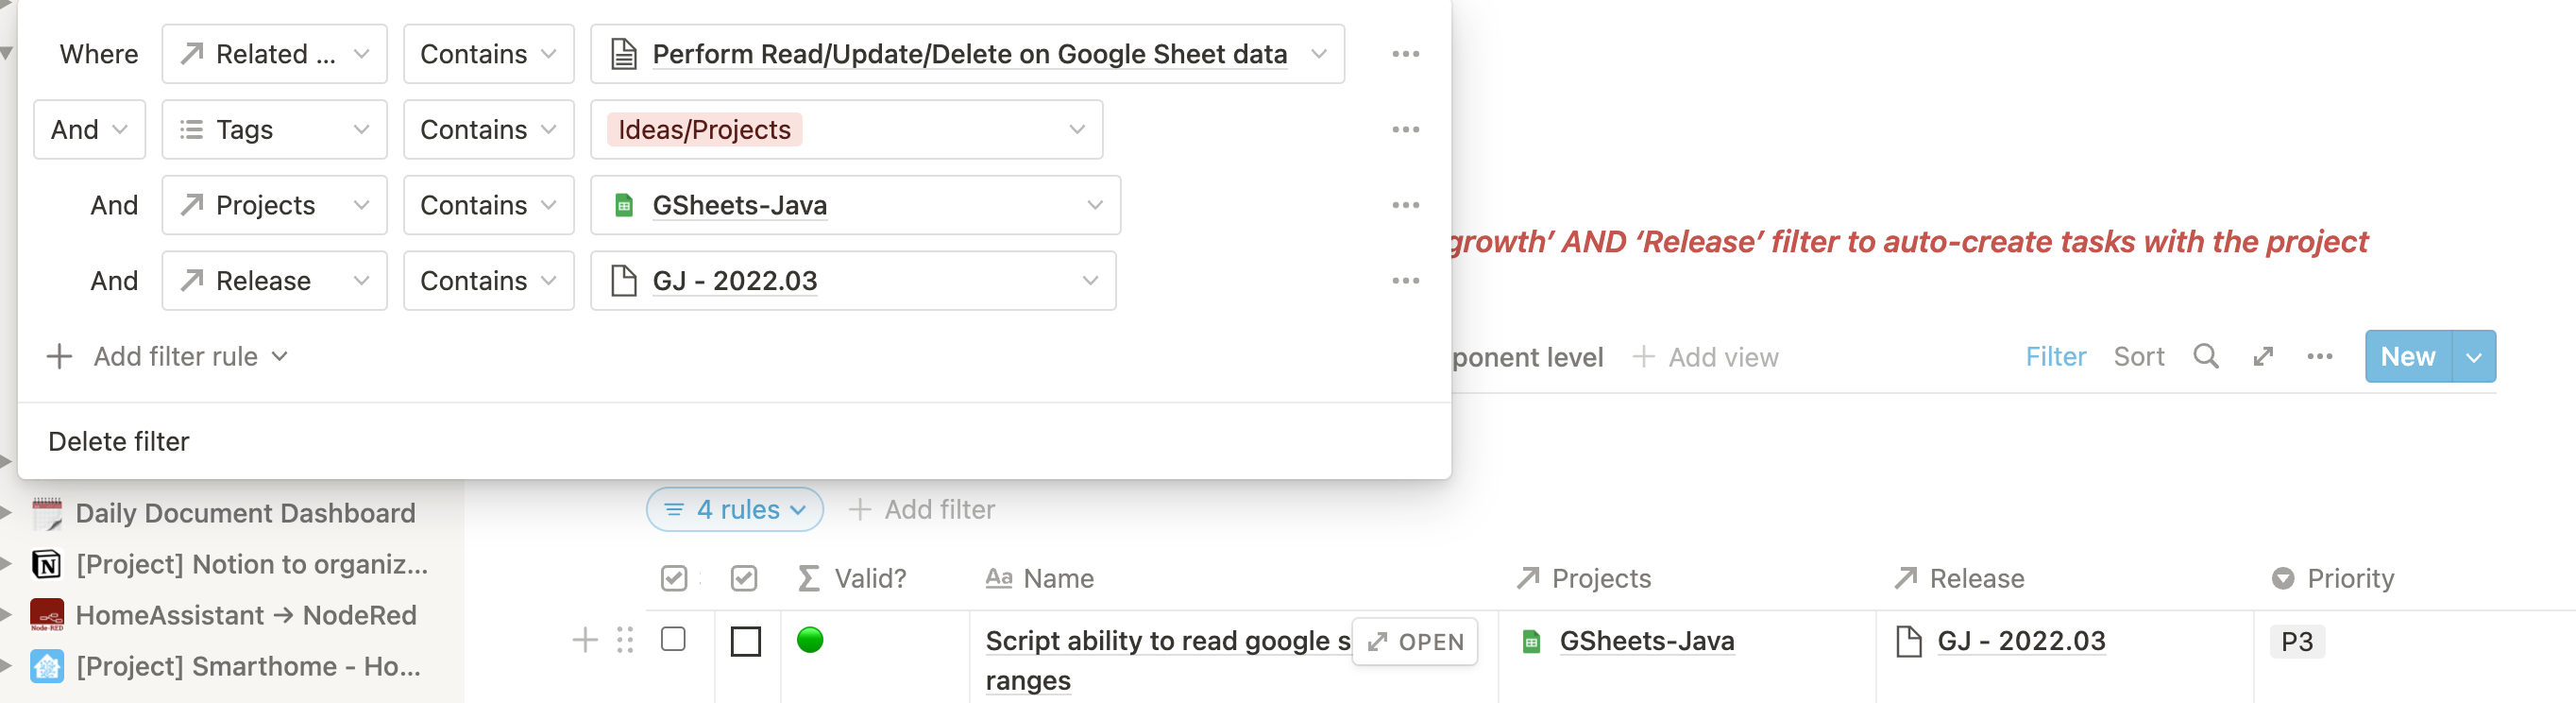 Where Related ... Contains Perform Read/Update/Delete on Google Sheet data
And Tags Contains Ideas/Projects
And Projects Contains GSheets-Java
And Release Contains GJ - 2022.03
Add filter rule
Delete filter
growth’ AND ‘Release’ filter to auto-create tasks with the project
ponent level Add view Filter Sort New
Daily Document Dashboard
[Project] Notion to organiz...
HomeAssistant → NodeRed
[Project] Smarthome - Ho...
4 rules Add filter
Valid? Aa Name Projects Release Priority
Script ability to read google s OPEN GSheets-Java GJ - 2022.03 P3
ranges